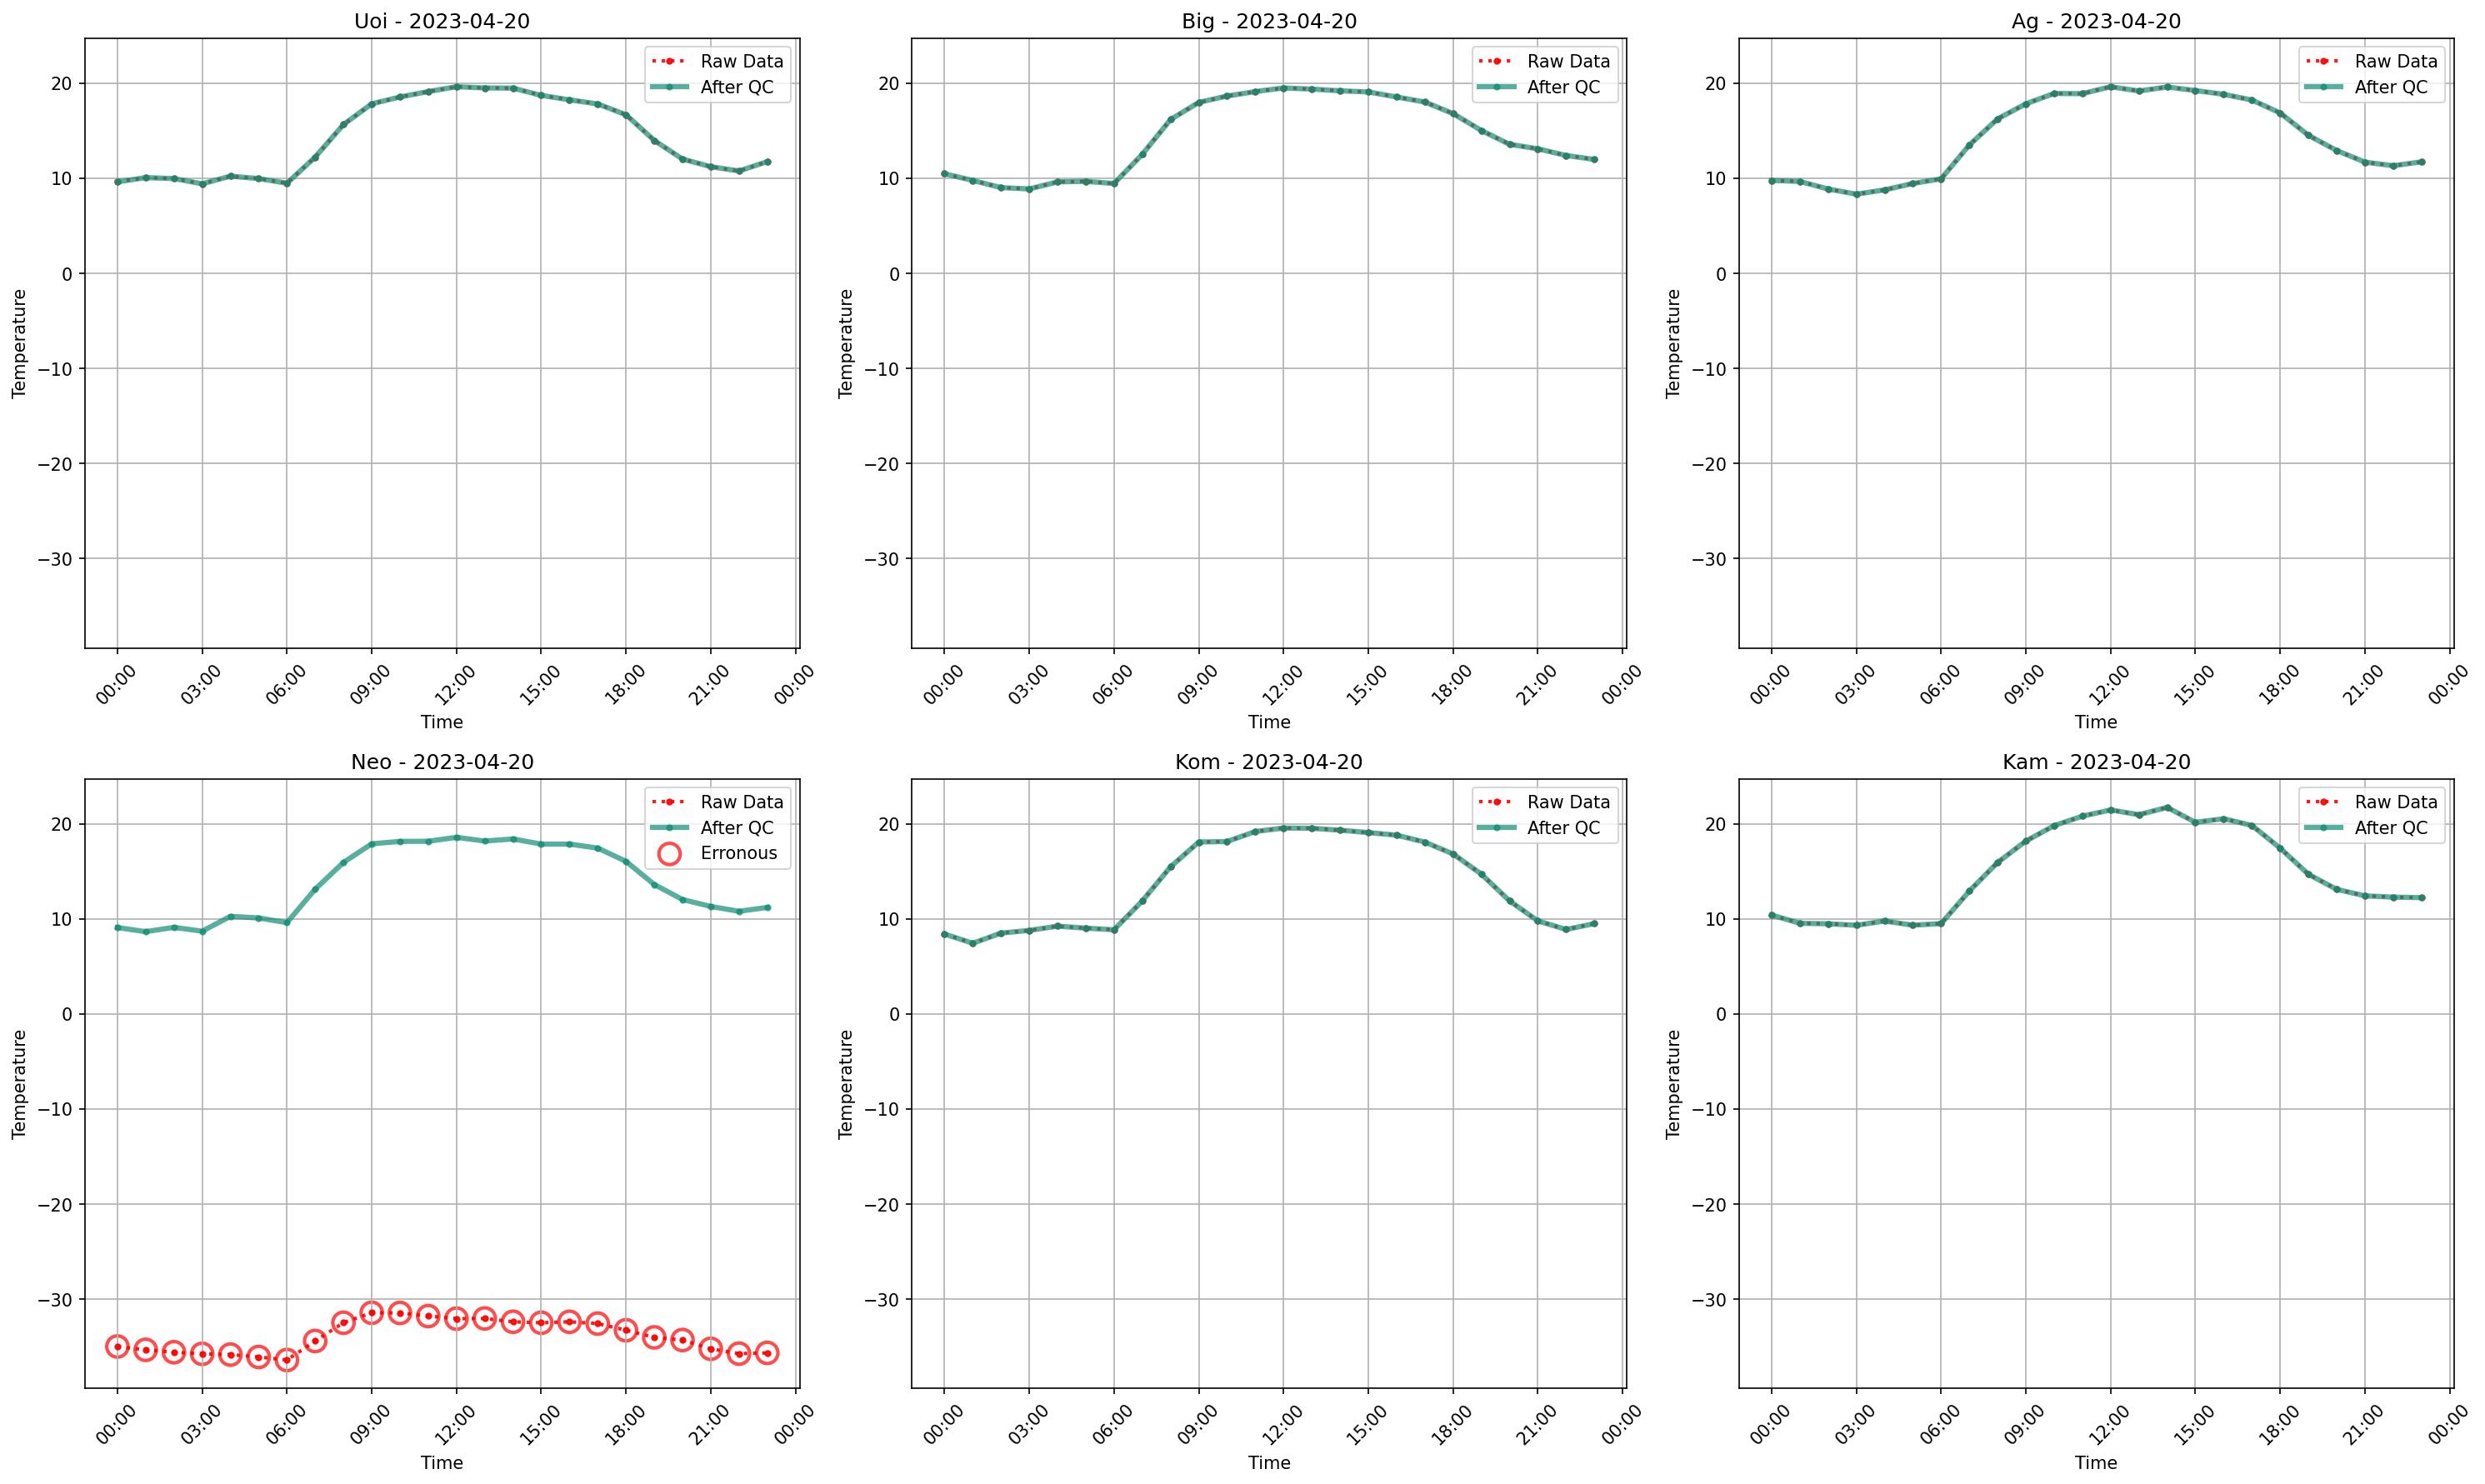 Uoi - 2023-04-20
Raw Data
After QC
20
10
0
−10
−20
−30
Temperature
00:00
03:00
06:00
09:00
12:00
15:00
18:00
21:00
00:00
Time
Big - 2023-04-20
Raw Data
After QC
20
10
0
−10
−20
−30
Temperature
00:00
03:00
06:00
09:00
12:00
15:00
18:00
21:00
00:00
Time
Ag - 2023-04-20
Raw Data
After QC
20
10
0
−10
−20
−30
Temperature
00:00
03:00
06:00
09:00
12:00
15:00
18:00
21:00
00:00
Time
Neo - 2023-04-20
Raw Data
After QC
Erronous
20
10
0
−10
−20
−30
Temperature
00:00
03:00
06:00
09:00
12:00
15:00
18:00
21:00
00:00
Time
Kom - 2023-04-20
Raw Data
After QC
20
10
0
−10
−20
−30
Temperature
00:00
03:00
06:00
09:00
12:00
15:00
18:00
21:00
00:00
Time
Kam - 2023-04-20
Raw Data
After QC
20
10
0
−10
−20
−30
Temperature
00:00
03:00
06:00
09:00
12:00
15:00
18:00
21:00
00:00
Time